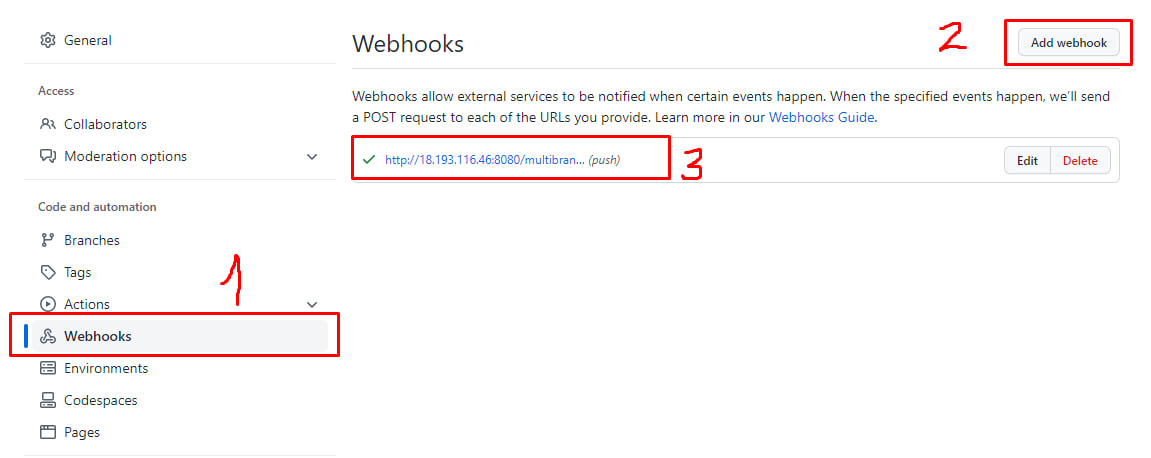 General
Access
Collaborators
Moderation options
Code and automation
Branches
Tags
Actions
1
Webhooks
Environments
Codespaces
Pages
Webhooks
2
Add webhook
Webhooks allow external services to be notified when certain events happen. When the specified events happen, we'll send
a POST request to each of the URLs you provide. Learn more in our Webhooks Guide.
http://18.193.116.46:8080/multibran... (push)
3
Edit
Delete